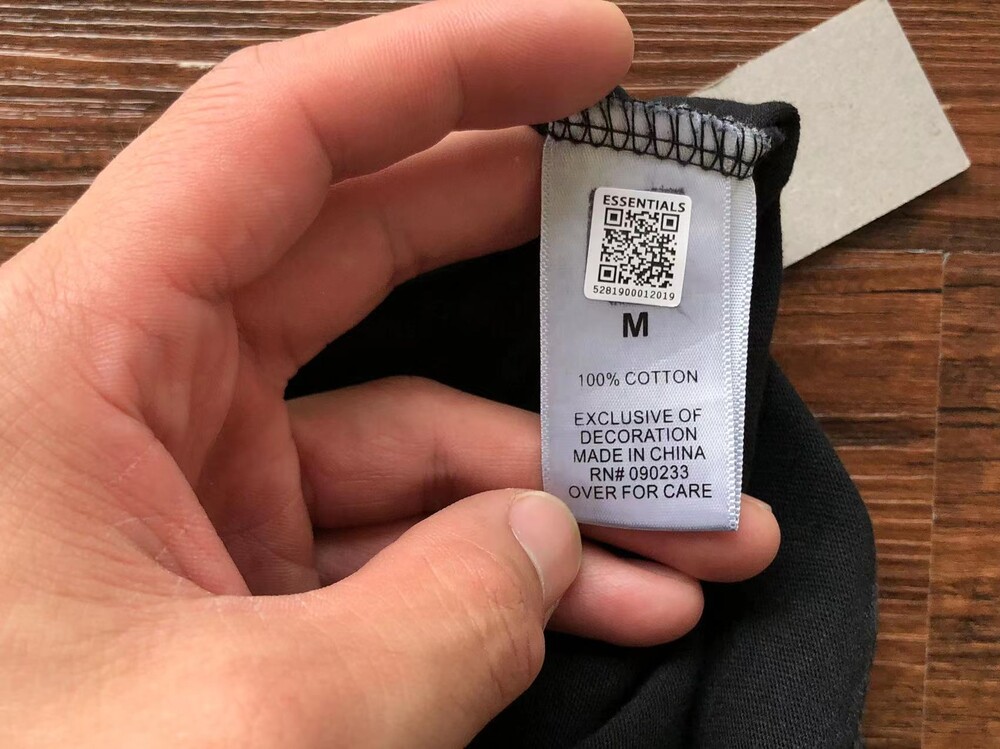 ESSENTIALS
5281900012019
M
100% COTTON
EXCLUSIVE OF
DECORATION
MADE IN CHINA
RN# 090233
OVER FOR CARE